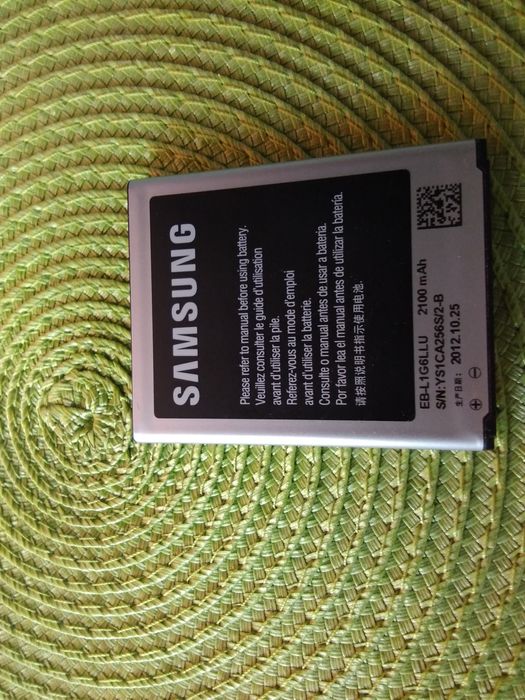 SAMSUNG
Please refer to manual before using battery.
Veuillez consulter le guide d'utilisation
avant d'utiliser la pile.
Referez-vous au mode d'emploi
avant d'utiliser la batterie.
Consulte o manual antes de usar a bateria.
Por favor lea el manual antes de utilizar la batería.
请按照说明书指示使用电池.
EB-L1G6LLU 2100 mAh
S/N:YS1CA256S/2-B
生产日期: 2012.10.25